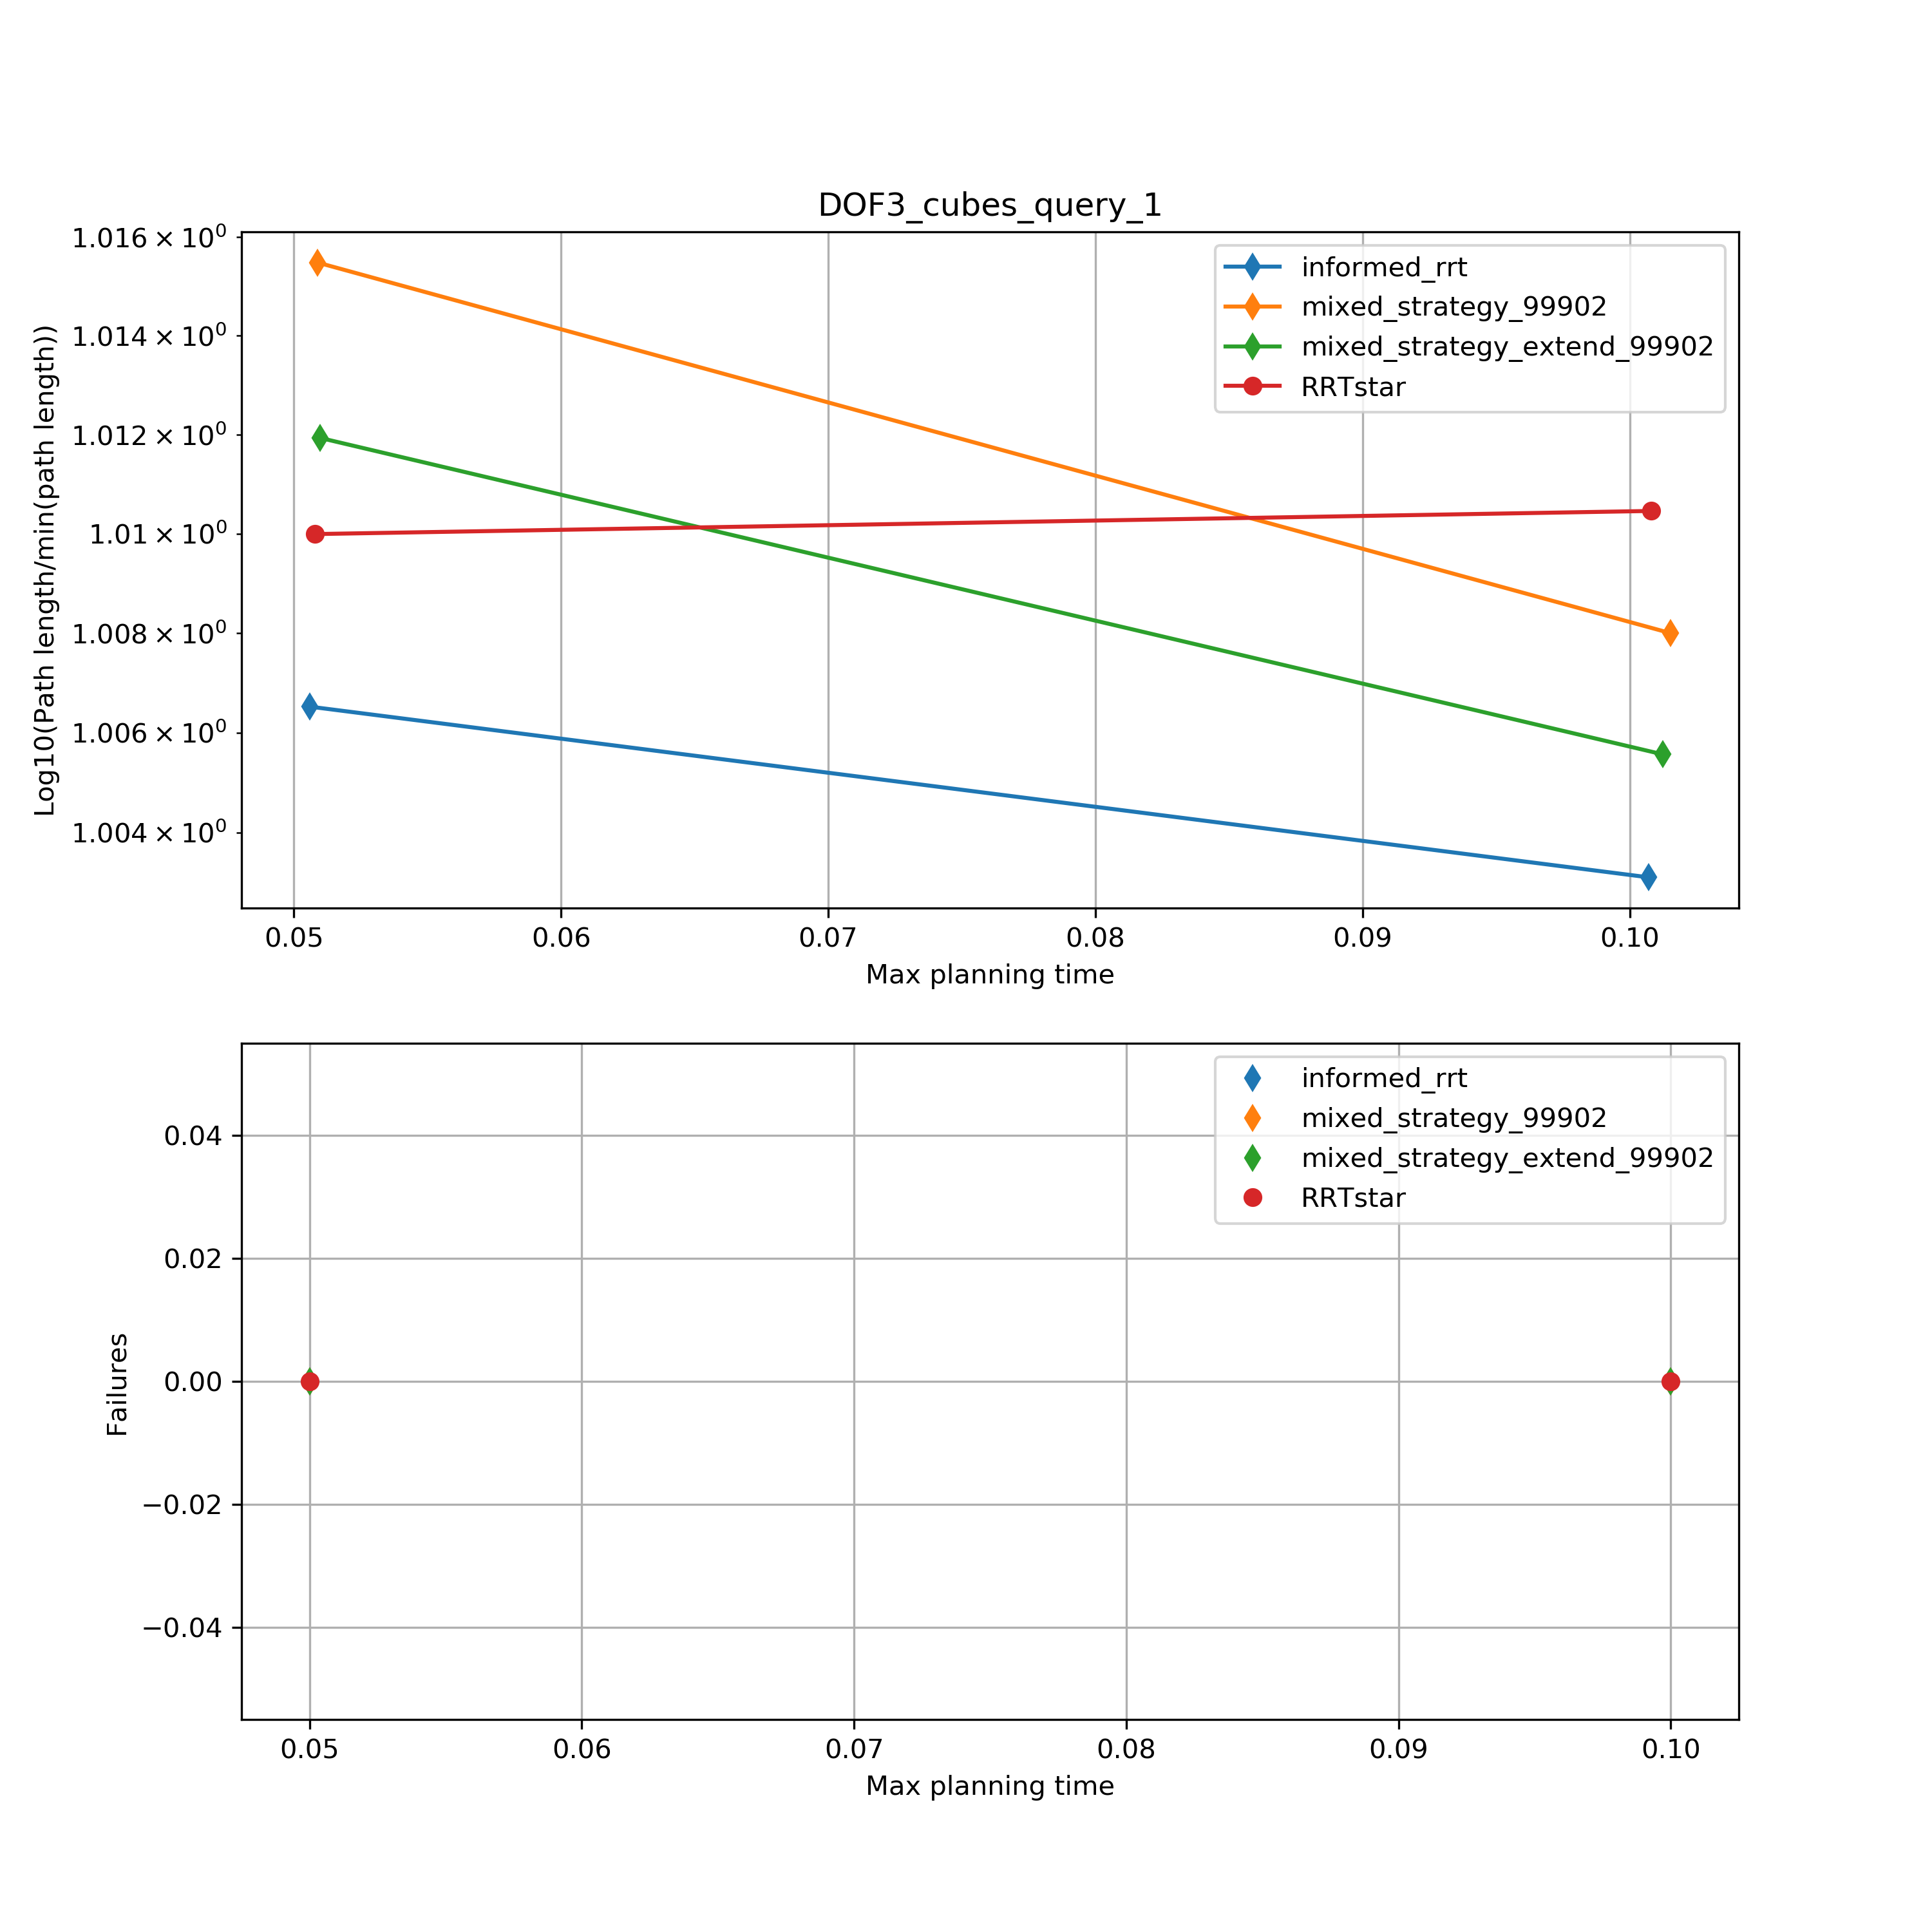 DOF3_cubes_query_1
Log10(Path length/min(path length))
1.016 × 10⁰
1.014 × 10⁰
1.012 × 10⁰
1.01 × 10⁰
1.008 × 10⁰
1.006 × 10⁰
1.004 × 10⁰
informed_rrt
mixed_strategy_99902
mixed_strategy_extend_99902
RRTstar
0.05 0.06 0.07 0.08 0.09 0.10
Max planning time
Failures
0.04
0.02
0.00
−0.02
−0.04
informed_rrt
mixed_strategy_99902
mixed_strategy_extend_99902
RRTstar
0.05 0.06 0.07 0.08 0.09 0.10
Max planning time